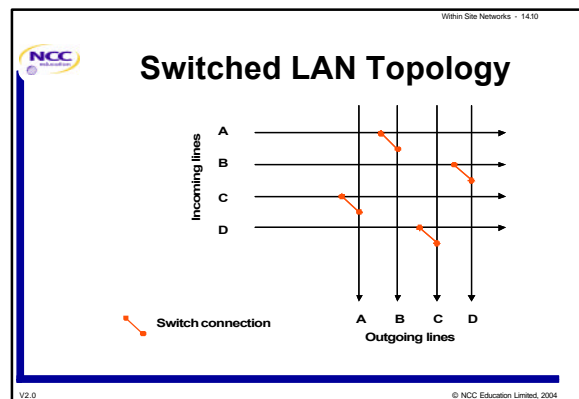 Within Site Networks - 14.10
NCC
education
Switched LAN Topology
Incoming lines
A
B
C
D
A B C D
Outgoing lines
Switch connection
V2.0
© NCC Education Limited, 2004